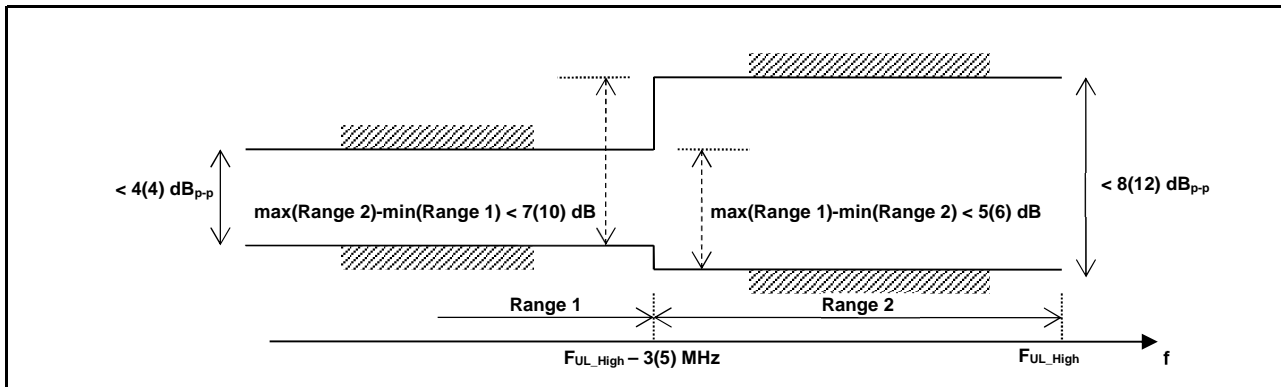 < 4(4) dBp-p
max(Range 2)-min(Range 1) < 7(10) dB
max(Range 1)-min(Range 2) < 5(6) dB
< 8(12) dBp-p
Range 1
Range 2
FUL_High – 3(5) MHz
FUL_High
f